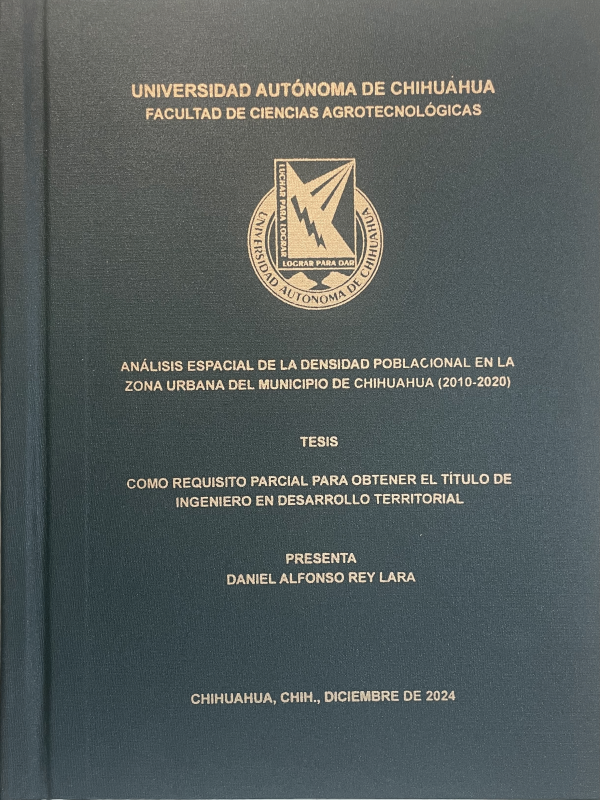 UNIVERSIDAD AUTÓNOMA DE CHIHUAHUA
FACULTAD DE CIENCIAS AGROTECNOLÓGICAS
LUCHAR PARA LOGRAR
LOGRAR PARA DAR
UNIVERSIDAD AUTONOMA DE CHIHUAHUA
ANÁLISIS ESPACIAL DE LA DENSIDAD POBLACIONAL EN LA
ZONA URBANA DEL MUNICIPIO DE CHIHUAHUA (2010-2020)
TESIS
COMO REQUISITO PARCIAL PARA OBTENER EL TÍTULO DE
INGENIERO EN DESARROLLO TERRITORIAL
PRESENTA
DANIEL ALFONSO REY LARA
CHIHUAHUA, CHIH., DICIEMBRE DE 2024